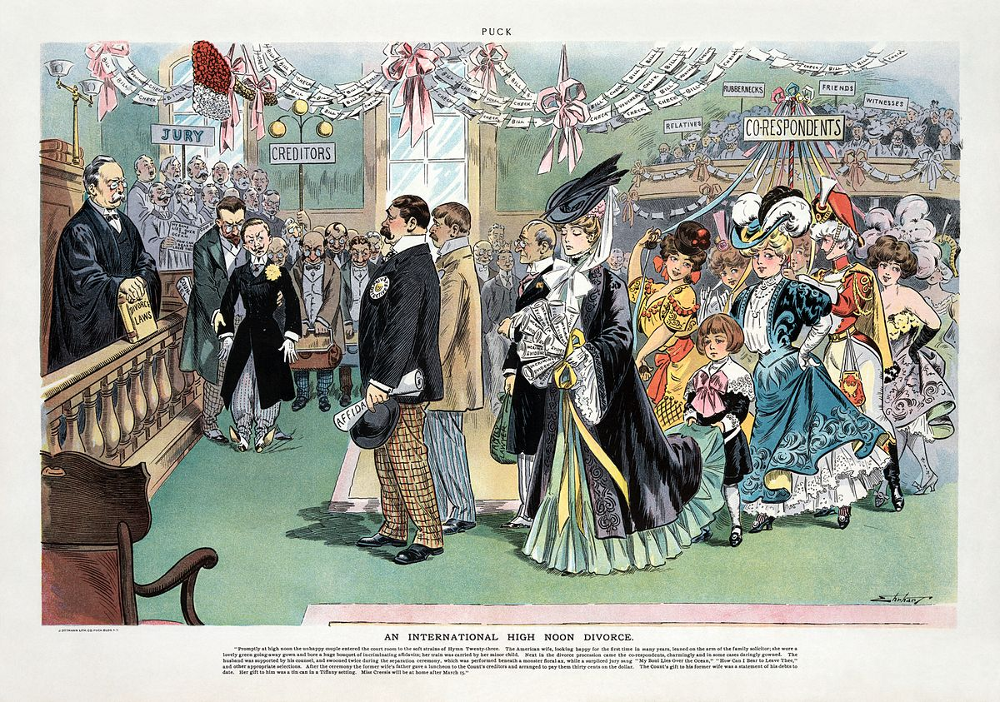 PUCK
BILL
CHECK
BILL
CHECK
BILL
JURY
CREDITORS
RELATIVES
RUBBERNECKS
FRIENDS
WITNESSES
CO-RESPONDENTS
DIVORCE
LAWS
AFFID
Ehrhart
J. OTTMANN LITH. CO. PUCK BLDG. N.Y.
AN INTERNATIONAL HIGH NOON DIVORCE.
"Promptly at high noon the unhappy couple entered the court room to the soft strains of Hymn Twenty-three. The American wife, looking happy for the first time in many years, leaned on the arm of the family solicitor; she wore a
lovely green going-away gown and bore a huge bouquet of incriminating affidavits; her train was carried by her minor child. Next in the divorce procession came the co-respondents, charmingly and in some cases daringly gowned. The
husband was supported by his counsel, and swooned twice during the separation ceremony, which was performed beneath a monster floral ax, while a surpliced jury sang "My Boni Lies Over the Ocean," "How Can I Bear to Leave Thee,"
and other appropriate selections. After the ceremony the former wife's father gave a luncheon to the Count's creditors and arranged to pay them thirty cents on the dollar. The Count's gift to his former wife was a statement of his debts to
date. Her gift to him was a tin can in a Tiffany setting. Miss Creesis will be at home after March 15."